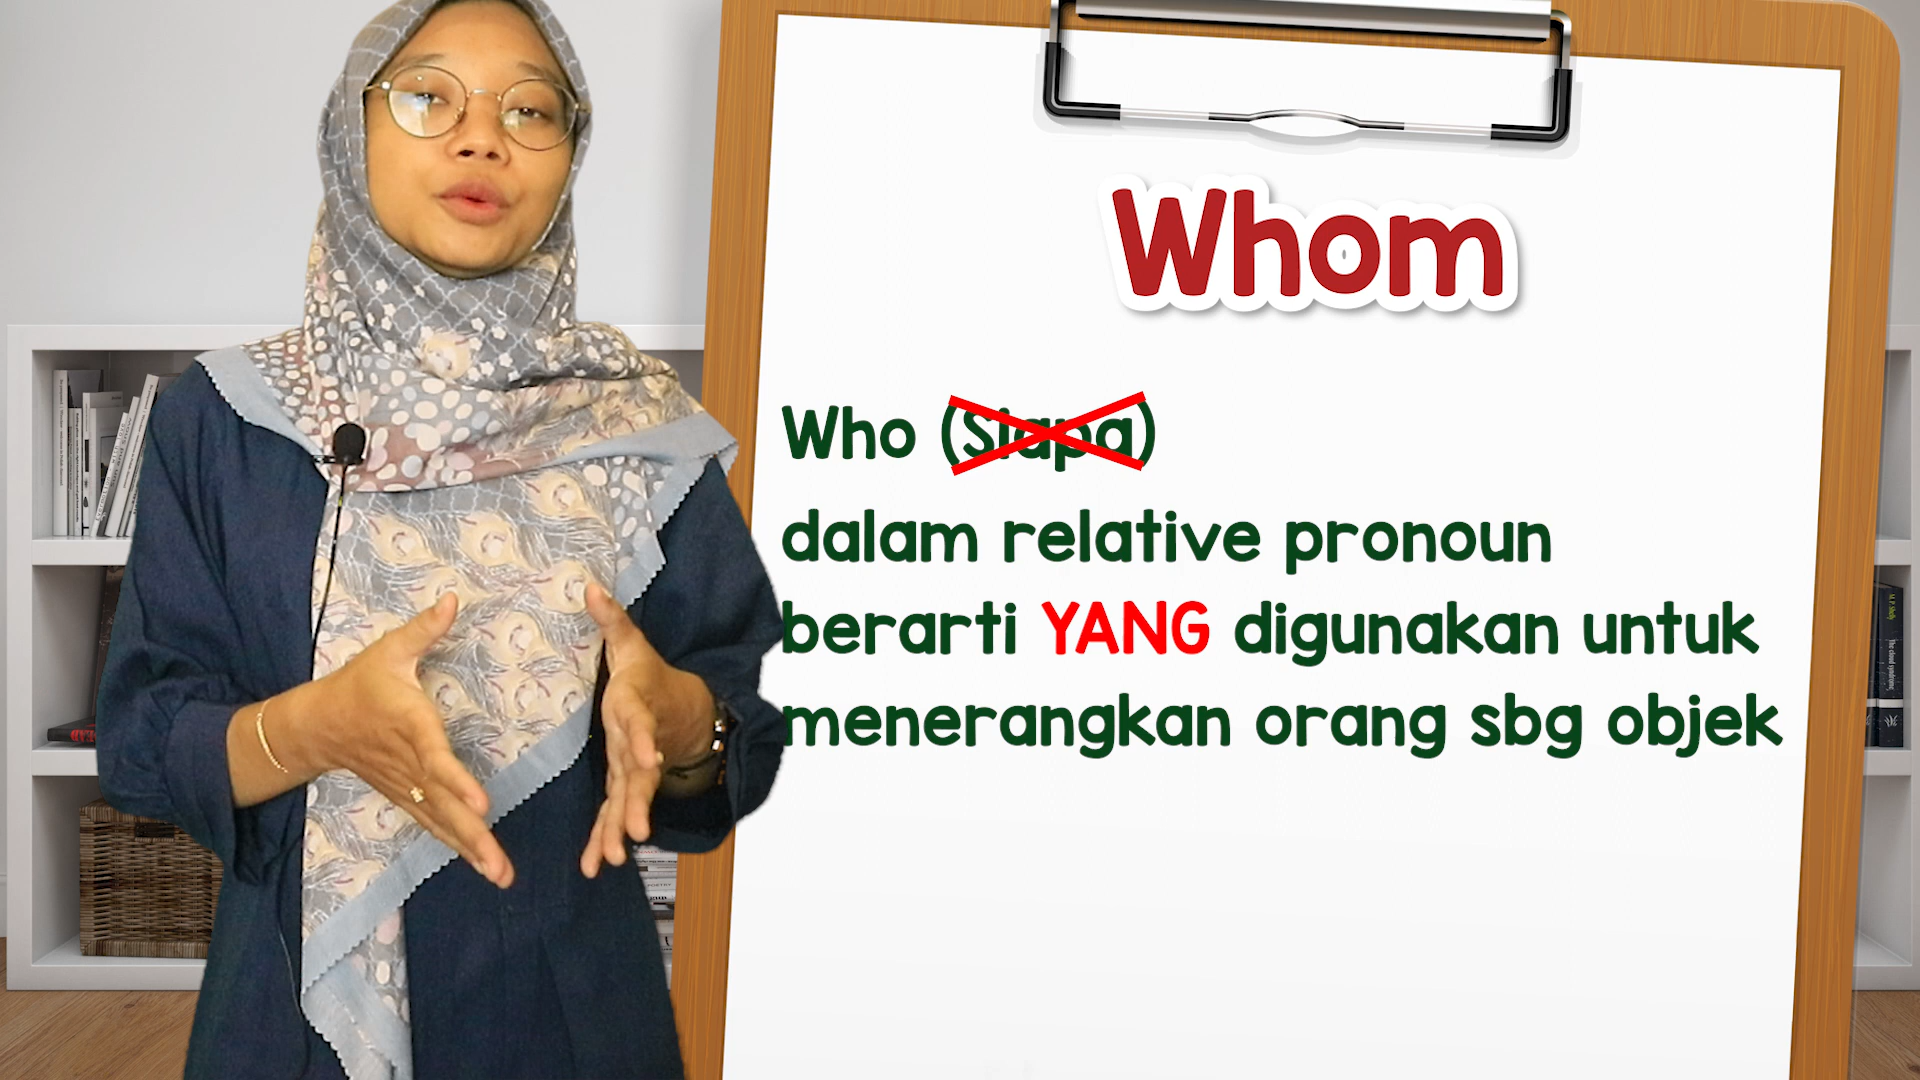 Whom
Who (Siapa)
dalam relative pronoun
berarti YANG digunakan untuk
menerangkan orang sbg objek